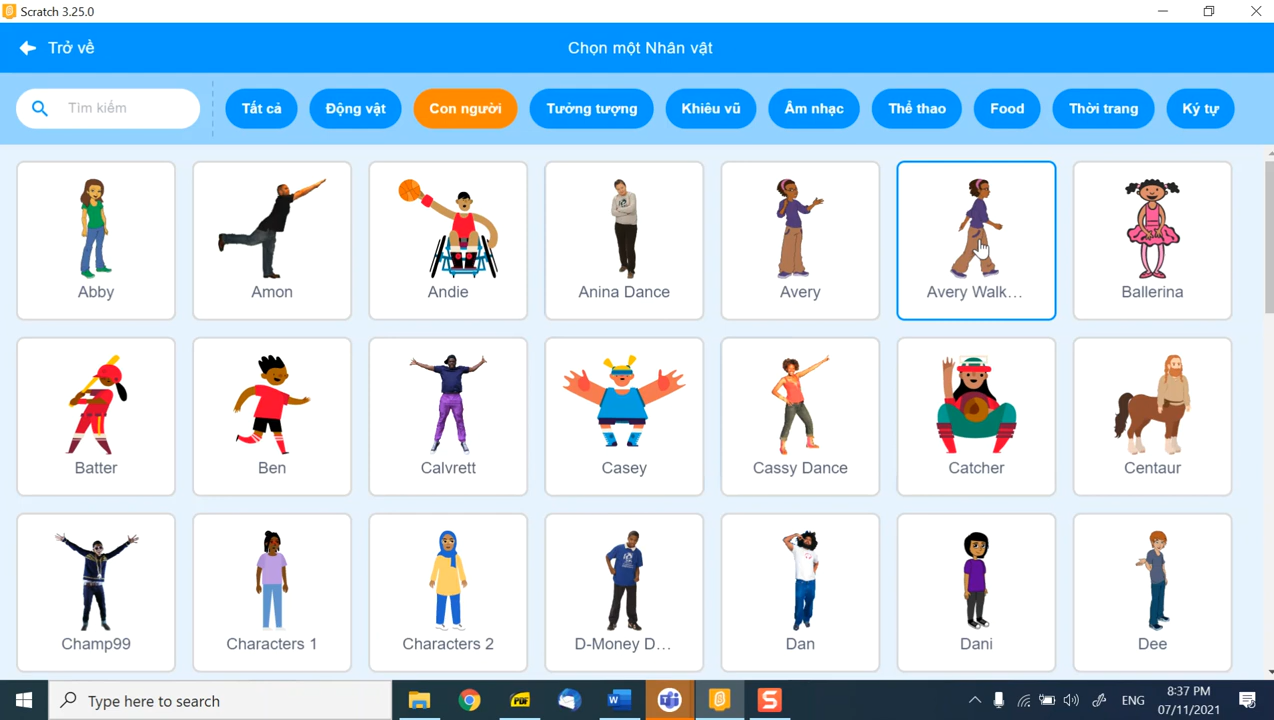 Scratch 3.25.0
Trở về
Chọn một Nhân vật
Tìm kiếm
Tất cả
Động vật
Con người
Tưởng tượng
Khiêu vũ
Âm nhạc
Thể thao
Food
Thời trang
Ký tự
Abby
Amon
Andie
Anina Dance
Avery
Avery Walk...
Ballerina
Batter
Ben
Calvrett
Casey
Cassy Dance
Catcher
Centaur
Champ99
Characters 1
Characters 2
D-Money D...
Dan
Dani
Dee
Type here to search
PDF
ENG
8:37 PM
07/11/2021